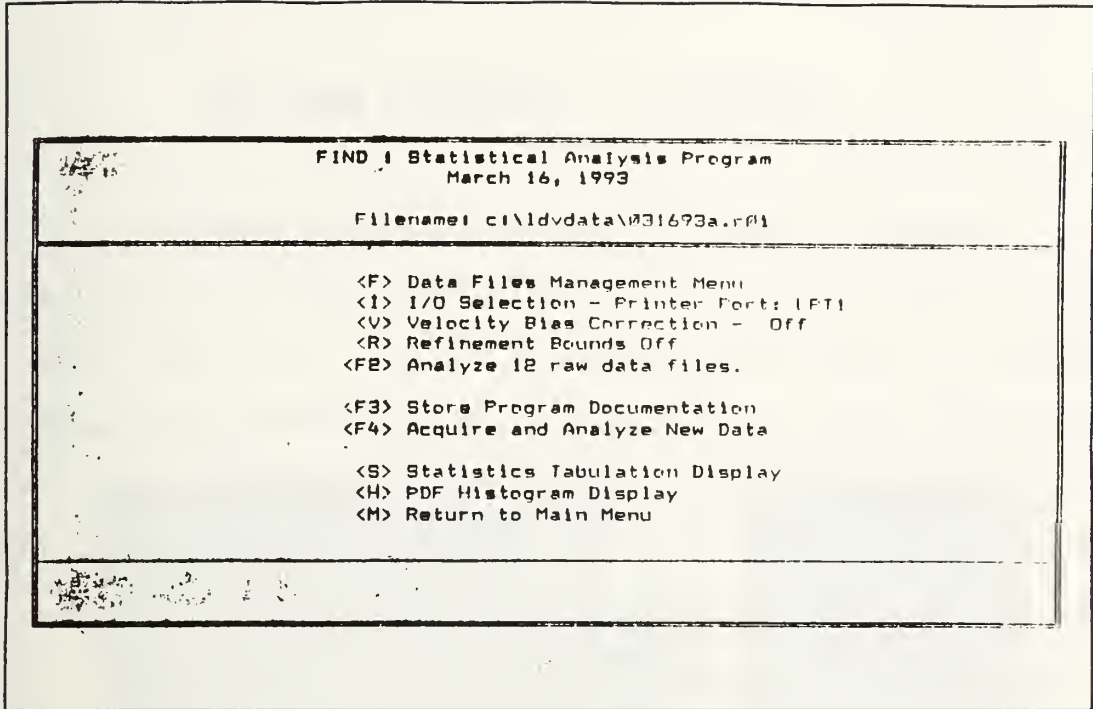 FIND : Statistical Analysis Program
March 16, 1993
Filename: c:\ldvdata\031693a.r01
<F> Data Files Management Menu
<I> I/O Selection - Printer Port: LPT1
<V> Velocity Bias Correction - Off
<R> Refinement Bounds Off
<F2> Analyze 12 raw data files.
<F3> Store Program Documentation
<F4> Acquire and Analyze New Data
<S> Statistics Tabulation Display
<H> PDF Histogram Display
<M> Return to Main Menu